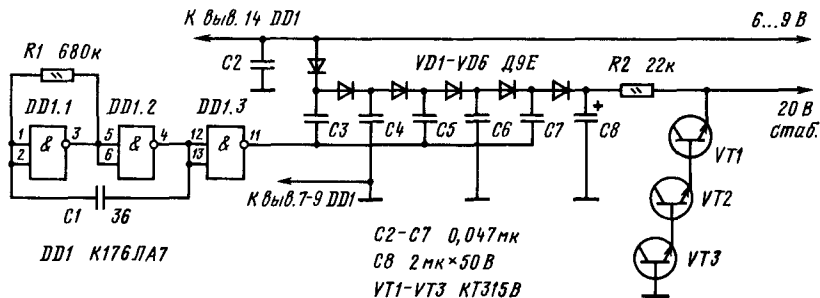 К выв. 14 DD1
6...9 В
R1 680к
C2
VD1-VD6 Д9Е
R2 22к
DD1.1
DD1.2
DD1.3
20 В
стаб.
1
2
&
3
5
6
&
4
12
13
&
11
C3
C4
C5
C6
C7
+
C8
VT1
C1
36
К выв.7-9 DD1
VT2
DD1 К176ЛА7
C2-C7 0,047мк
C8 2мк×50В
VT1-VT3 КТ315В
VT3